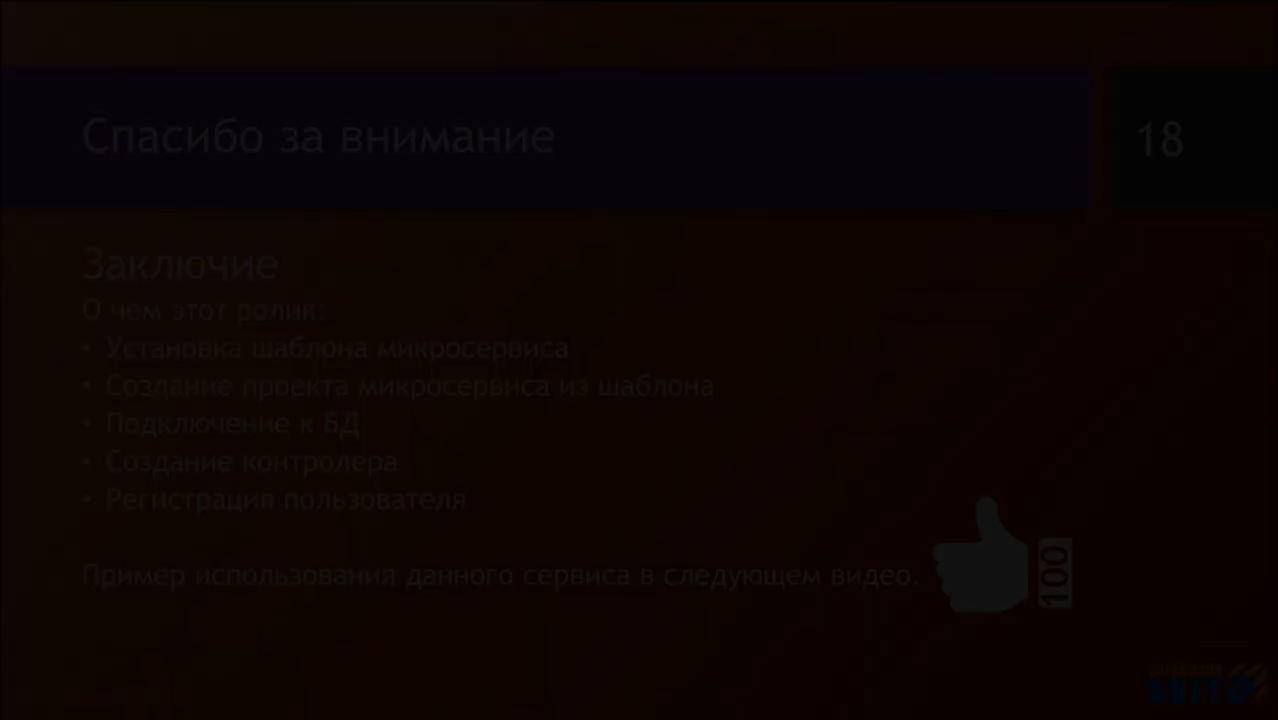 Спасибо за внимание
18
Заключие
О чем этот ролик:
• Установка шаблона микросервиса
• Создание проекта микросервиса из шаблона
• Подключение к БД
• Создание контролера
• Регистрация пользователя
Пример использования данного сервиса в следующем видео.
100